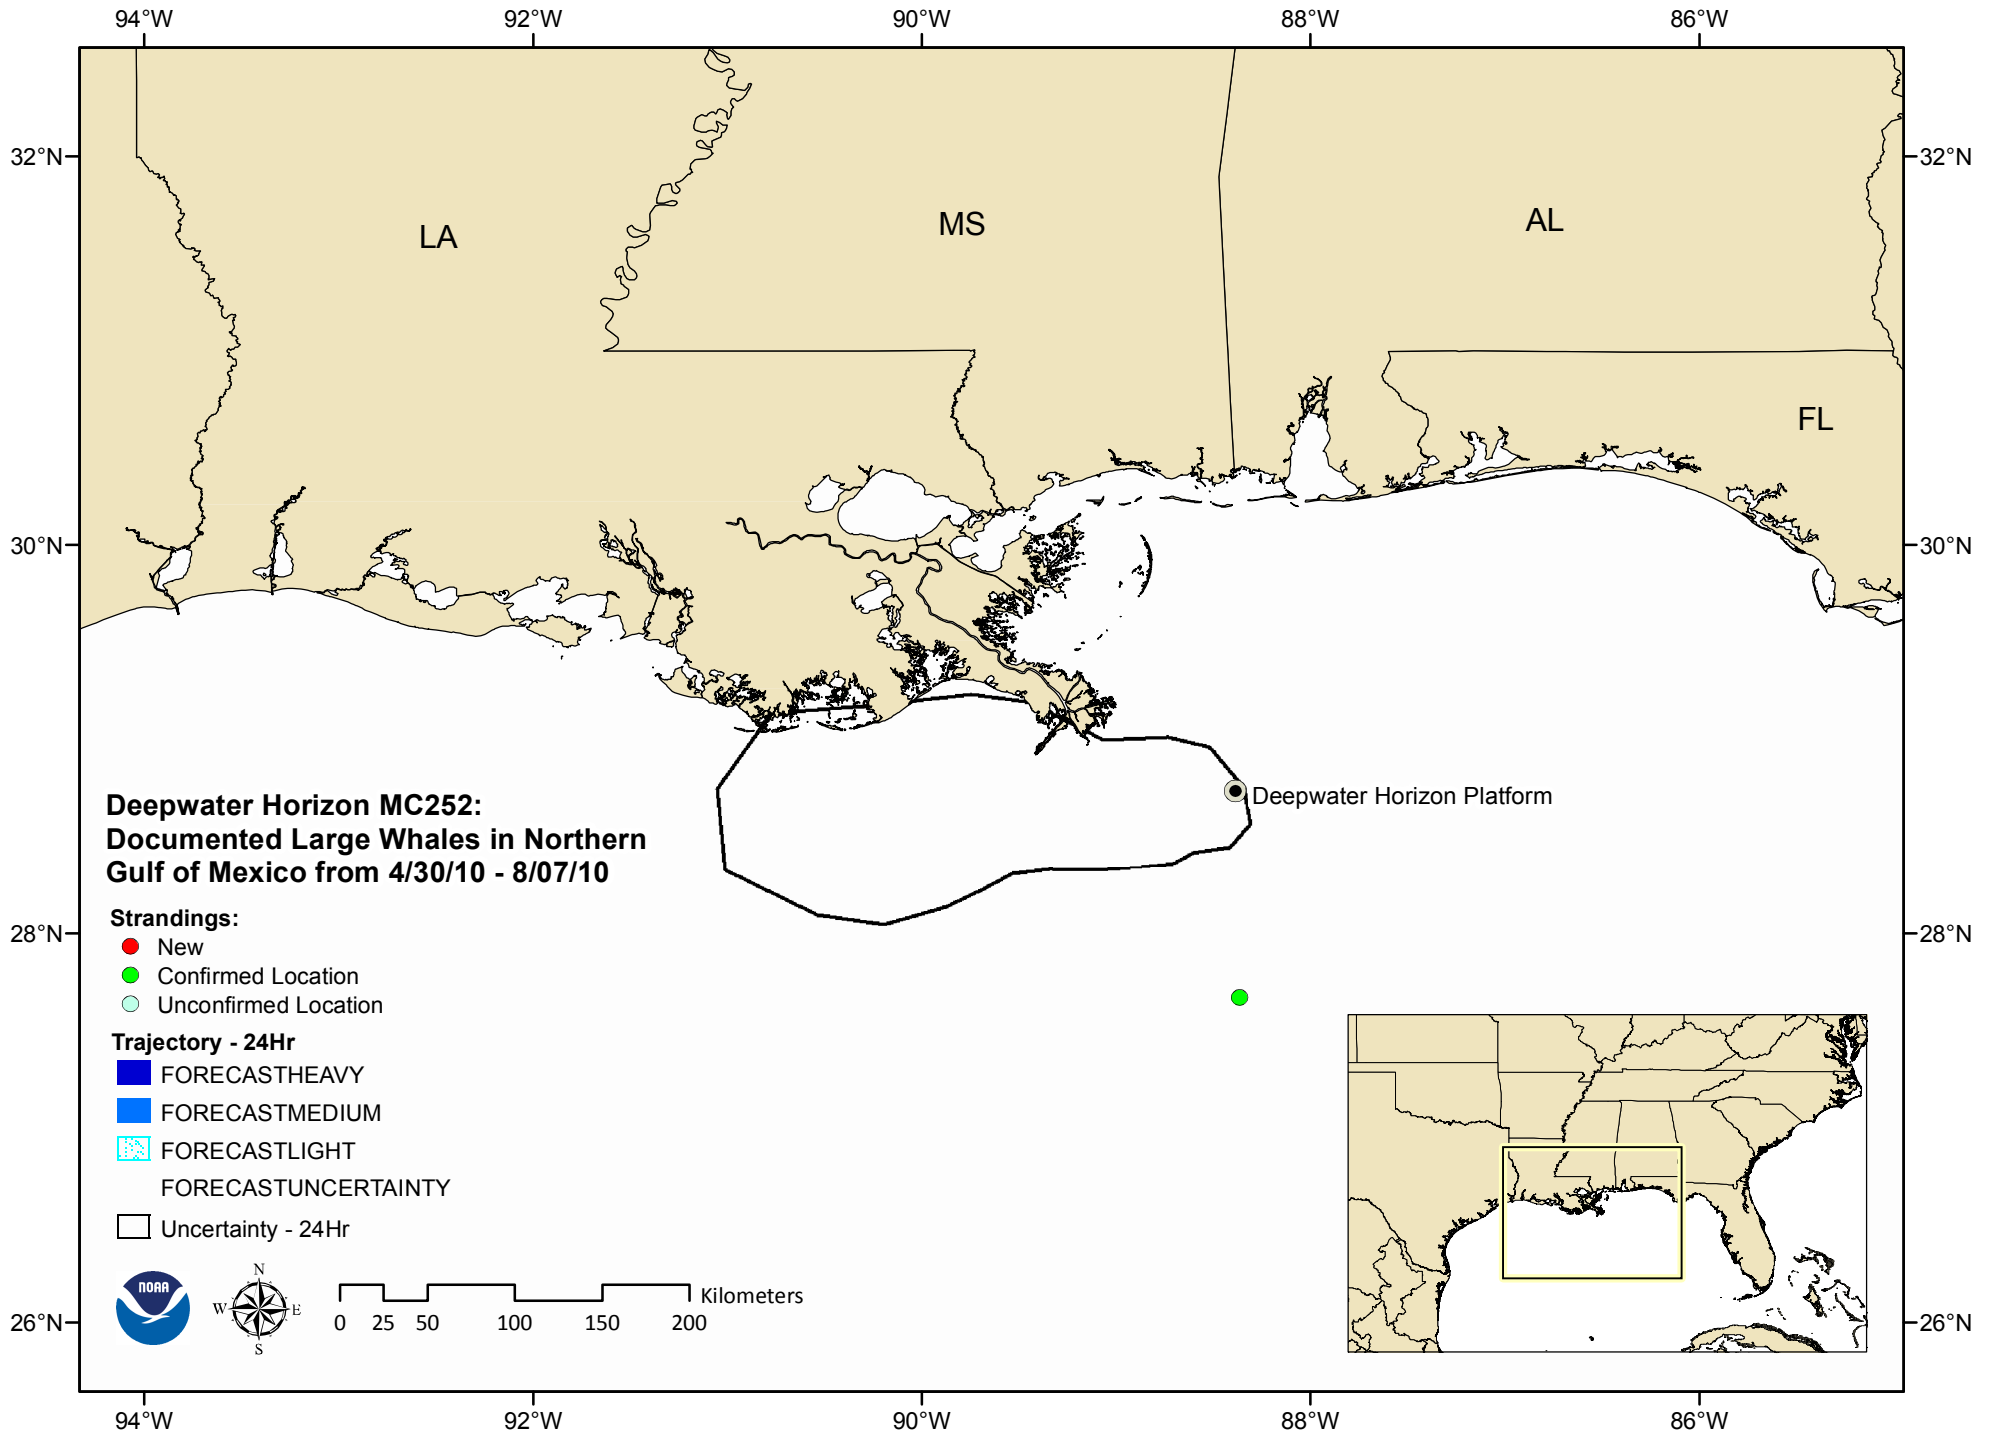 94°W 92°W 90°W 88°W 86°W
32°N 32°N
LA MS AL
FL
30°N 30°N
Deepwater Horizon Platform
Deepwater Horizon MC252:
Documented Large Whales in Northern
Gulf of Mexico from 4/30/10 - 8/07/10
Strandings:
28°N 28°N
New
Confirmed Location
Unconfirmed Location
Trajectory - 24Hr
FORECASTHEAVY
FORECASTMEDIUM
FORECASTLIGHT
FORECASTUNCERTAINTY
Uncertainty - 24Hr
NOAA
N
W E
S
Kilometers
0 25 50 100 150 200
26°N 26°N
94°W 92°W 90°W 88°W 86°W